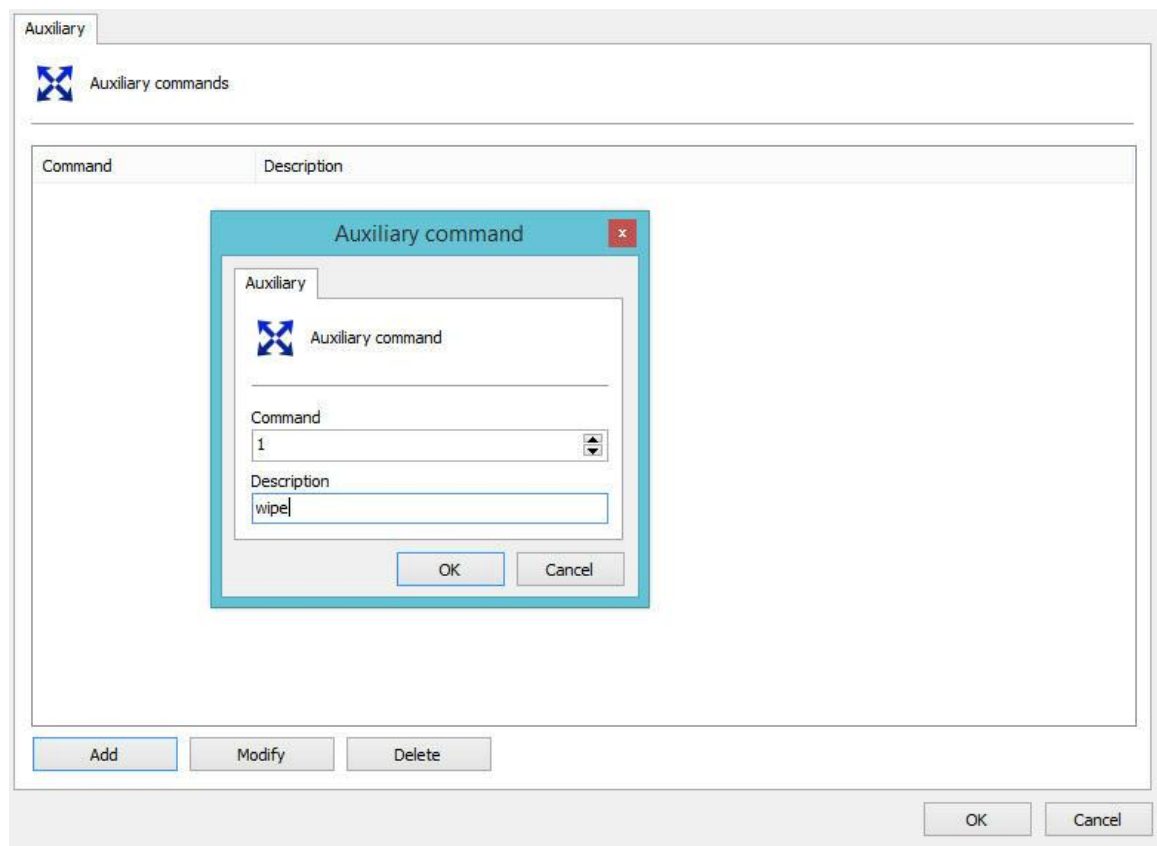 Auxiliary
Auxiliary commands
Command Description
Auxiliary command x
Auxiliary
Auxiliary command
Command
1
Description
wipe
OK Cancel
Add Modify Delete
OK Cancel